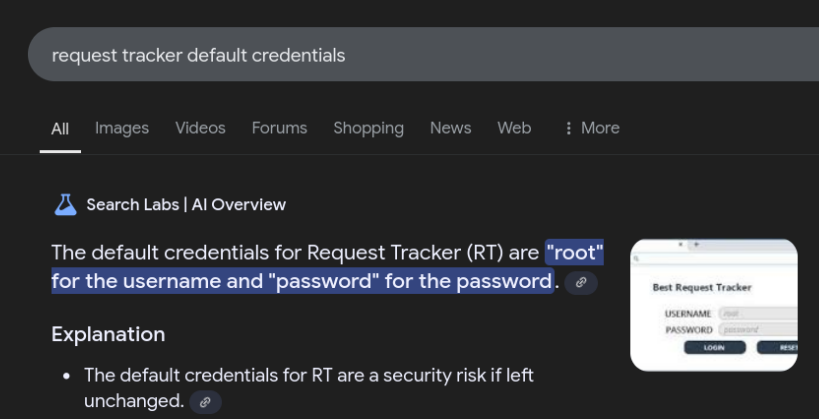 request tracker default credentials
All Images Videos Forums Shopping News Web ⋮ More
Search Labs | AI Overview
The default credentials for Request Tracker (RT) are "root"
for the username and "password" for the password.
Best Request Tracker
USERNAME root
PASSWORD password
LOGIN RESE
Explanation
• The default credentials for RT are a security risk if left
unchanged.